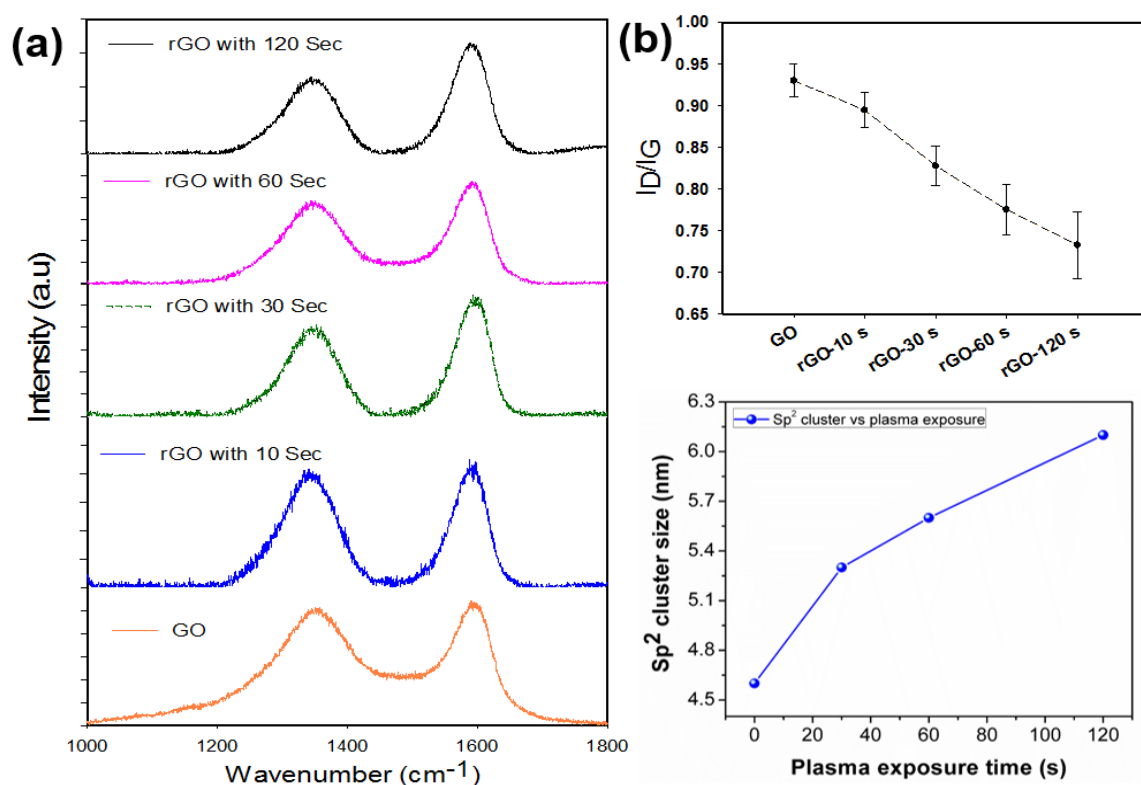 (a)
rGO with 120 Sec
rGO with 60 Sec
rGO with 30 Sec
rGO with 10 Sec
GO
Intensity (a.u)
1000 1200 1400 1600 1800
Wavenumber (cm⁻¹)
(b)
1.00
0.95
0.90
0.85
0.80
0.75
0.70
0.65
I_D/I_G
GO
rGO-10 s
rGO-30 s
rGO-60 s
rGO-120 s
6.3
6.0
5.7
5.4
5.1
4.8
4.5
Sp² cluster size (nm)
Sp² cluster vs plasma exposure
0 20 40 60 80 100 120
Plasma exposure time (s)